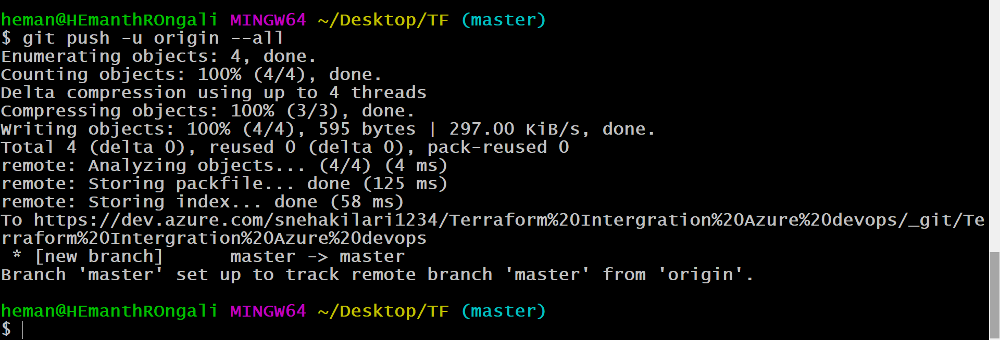 heman@HEmanthROngali MINGW64 ~/Desktop/TF (master)
$ git push -u origin --all
Enumerating objects: 4, done.
Counting objects: 100% (4/4), done.
Delta compression using up to 4 threads
Compressing objects: 100% (3/3), done.
Writing objects: 100% (4/4), 595 bytes | 297.00 KiB/s, done.
Total 4 (delta 0), reused 0 (delta 0), pack-reused 0
remote: Analyzing objects... (4/4) (4 ms)
remote: Storing packfile... done (125 ms)
remote: Storing index... done (58 ms)
To https://dev.azure.com/snehakilari1234/Terraform%20Intergration%20Azure%20devops/_git/Te
rraform%20Intergration%20Azure%20devops
 * [new branch]      master -> master
Branch 'master' set up to track remote branch 'master' from 'origin'.
heman@HEmanthROngali MINGW64 ~/Desktop/TF (master)
$